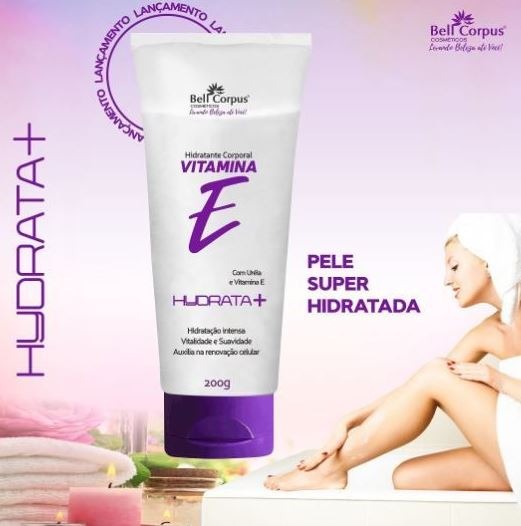 LANÇAMENTO LANÇAMENTO LANÇAMENTO
Bell Corpus®
COSMÉTICOS
Levando Beleza até Você!
HYDRATA+
Bell Corpus®
COSMÉTICOS
Levando Beleza até Você!
Hidratante Corporal
VITAMINA
E
Com Uréia
e Vitamina E
HYDRATA+
Hidratação intensa
Vitalidade e Suavidade
Auxilia na renovação celular
200g
PELE
SUPER
HIDRATADA